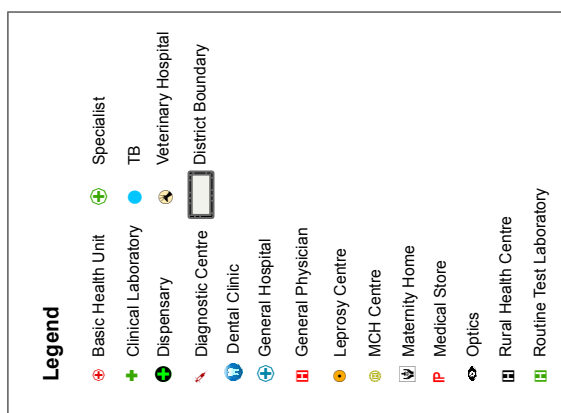 Legend
Basic Health Unit
Clinical Laboratory
Dispensary
Diagnostic Centre
Dental Clinic
General Hospital
General Physician
Leprosy Centre
MCH Centre
Maternity Home
Medical Store
Optics
Rural Health Centre
Routine Test Laboratory
Specialist
TB
Veterinary Hospital
District Boundary